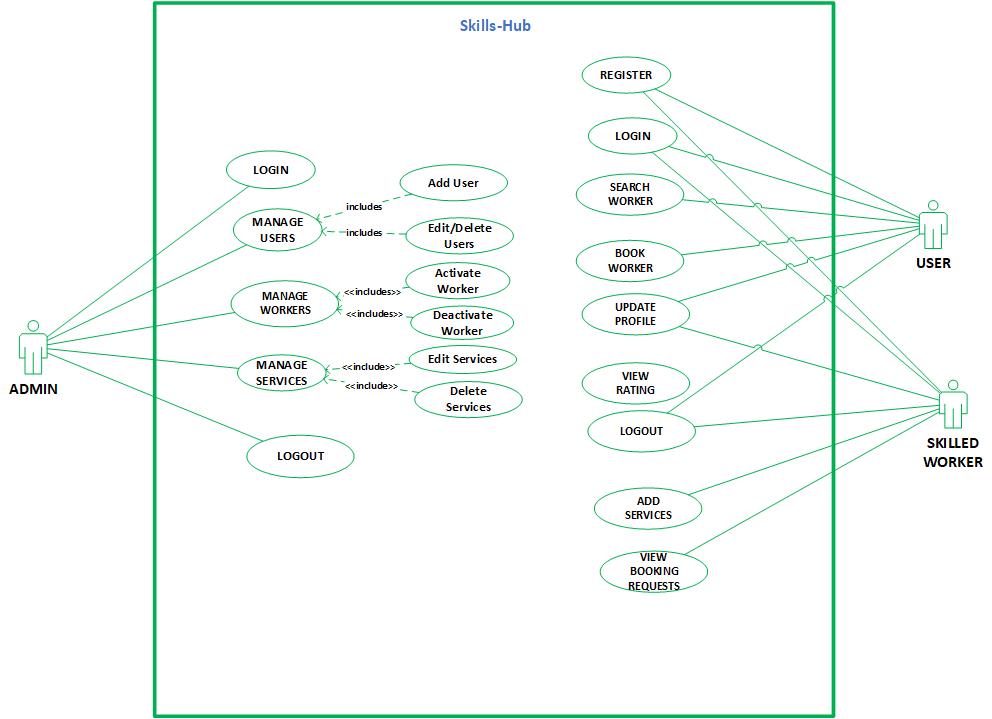 Skills-Hub
REGISTER
LOGIN
SEARCH
WORKER
BOOK
WORKER
UPDATE
PROFILE
VIEW
RATING
LOGOUT
ADD
SERVICES
VIEW
BOOKING
REQUESTS
LOGIN
MANAGE
USERS
MANAGE
WORKERS
MANAGE
SERVICES
LOGOUT
includes
includes
<<includes>>
<<includes>>
<<include>>
<<include>>
Add User
Edit/Delete
Users
Activate
Worker
Deactivate
Worker
Edit Services
Delete
Services
ADMIN
USER
SKILLED
WORKER